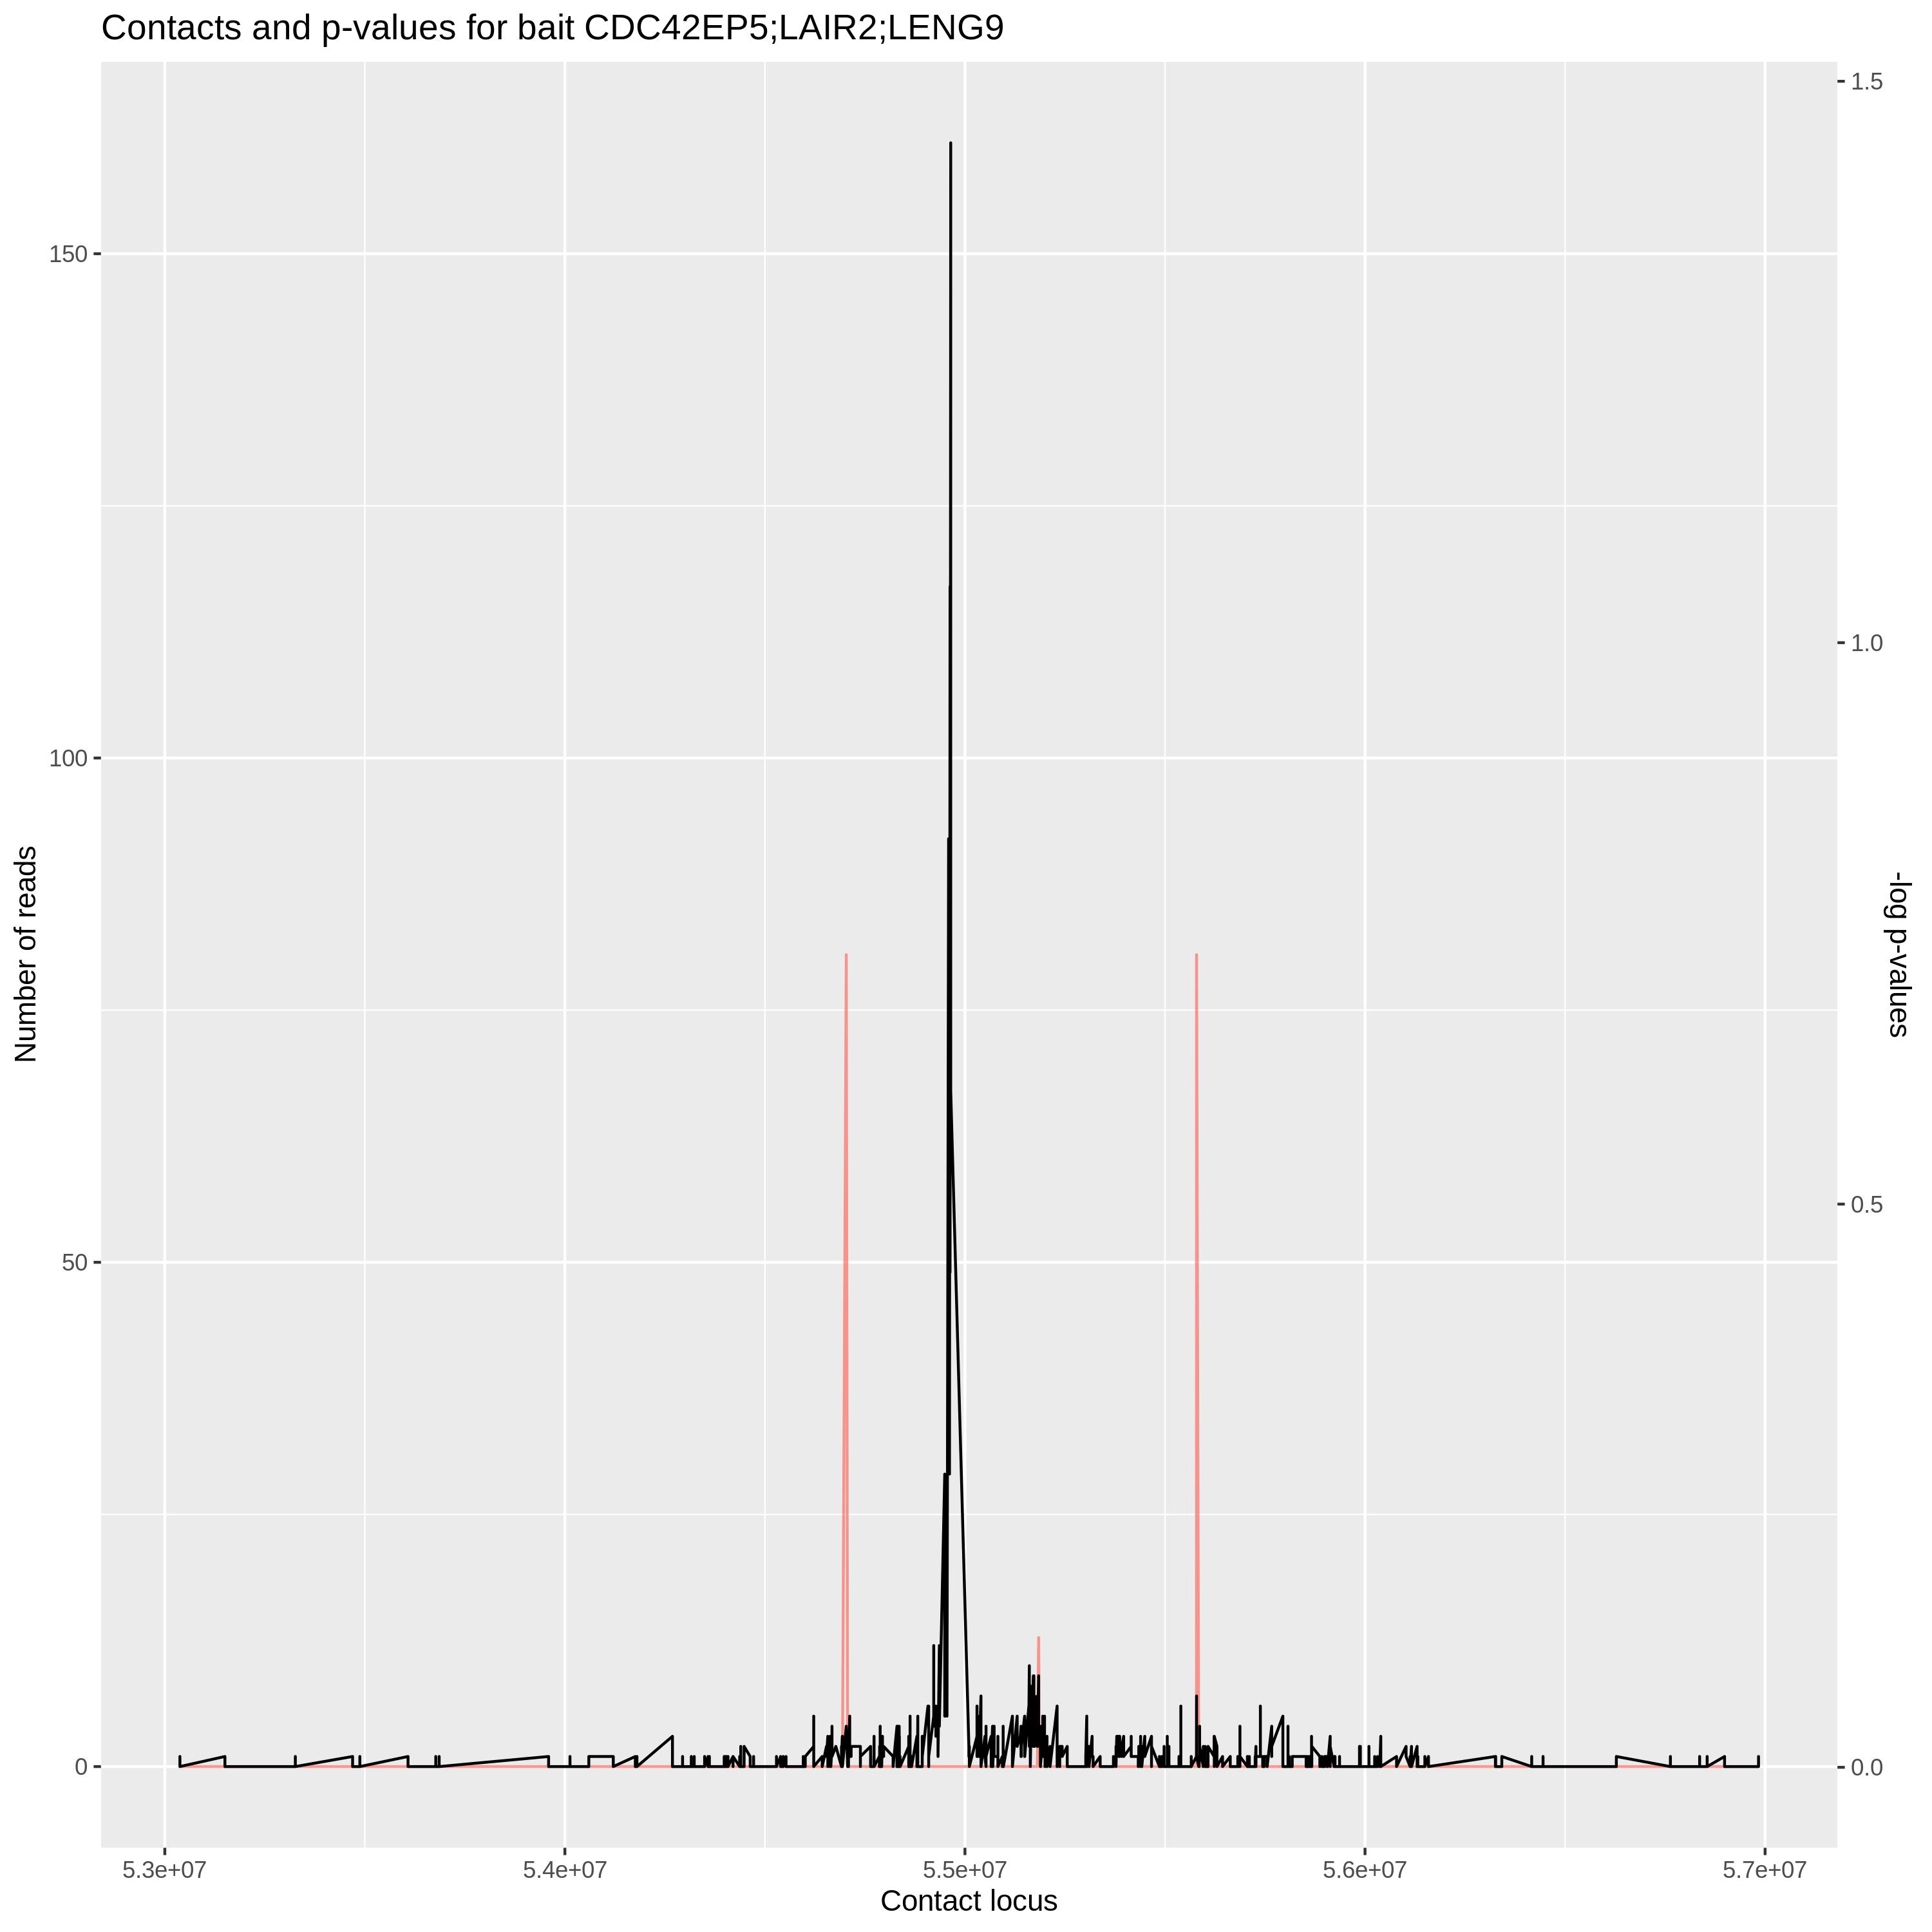 Contacts and p-values for bait CDC42EP5;LAIR2;LENG9
1.5
150
1.0
100
Number of reads
-log p-values
0.5
50
0
0.0
5.3e+07 5.4e+07 5.5e+07 5.6e+07 5.7e+07
Contact locus